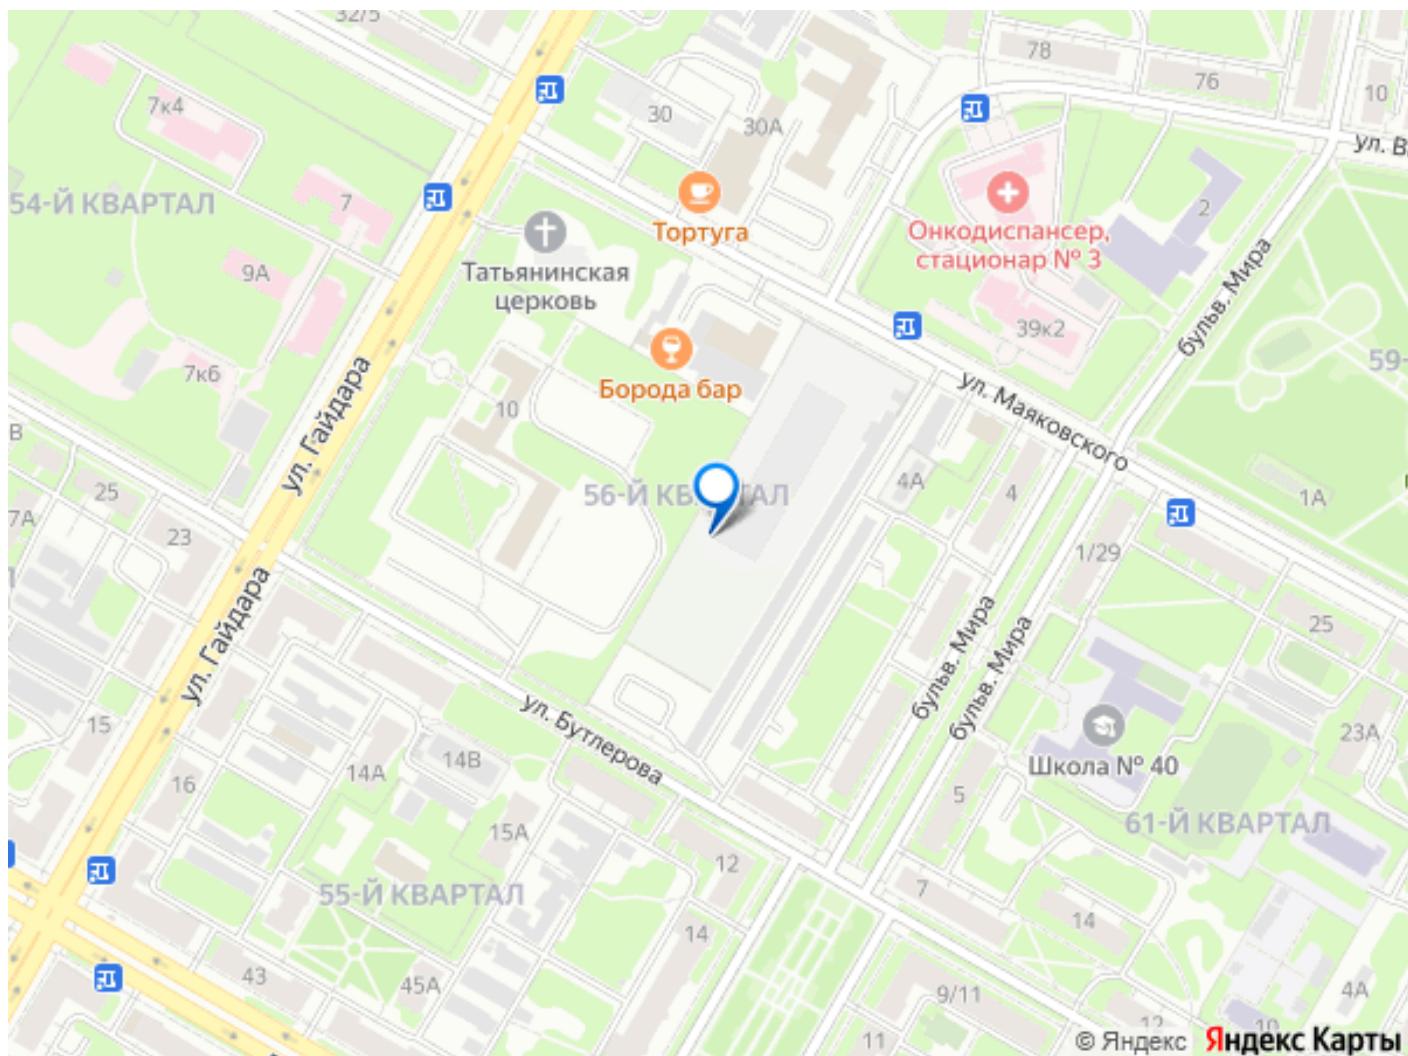 32/5
78
76
10
7к4
30
30А
ул. В
54-Й КВАРТАЛ
7
2
Тортуга
Онкодиспансер,
стационар № 3
9А
Татьянинская
церковь
бульв. Мира
39к2
59-
7к6
Борода бар
ул. Гайдара
10
ул. Маяковского
В
25
56-Й КВАРТАЛ
4А
4
1А
7А
23
1/29
ул. Гайдара
бульв. Мира
бульв. Мира
25
15
ул. Бутлерова
23А
14В
14А
16
Школа № 40
5
15А
61-Й КВАРТАЛ
12
55-Й КВАРТАЛ
7
14
14
43
45А
9/11
4А
11
12
10
© Яндекс
Яндекс Карты